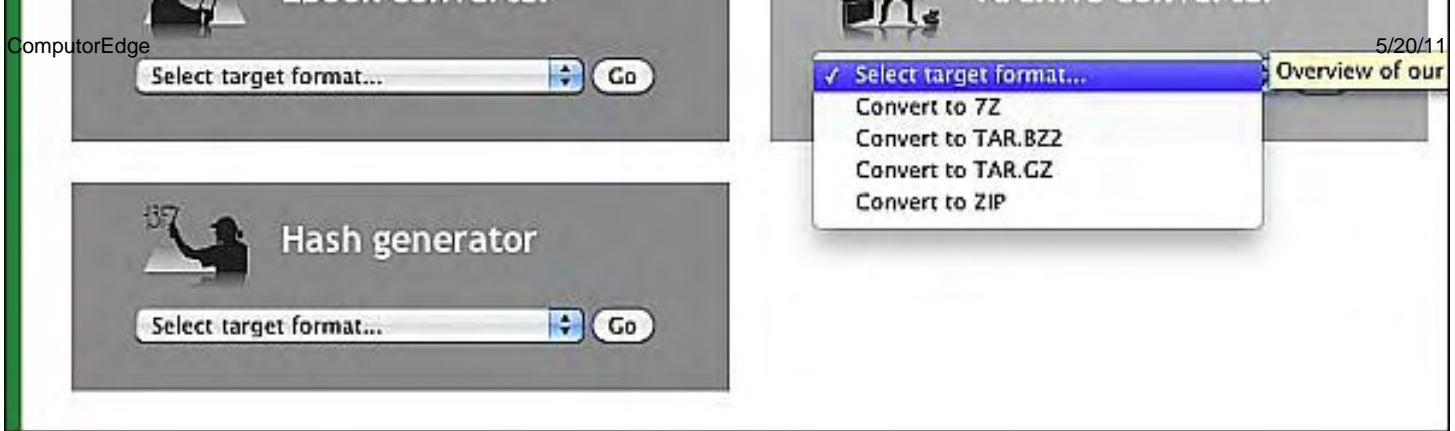 ComputorEdge
5/20/11
Select target format...
Go
✓ Select target format...
Overview of our
Convert to 7Z
Convert to TAR.BZ2
Convert to TAR.GZ
Convert to ZIP
Hash generator
Select target format...
Go